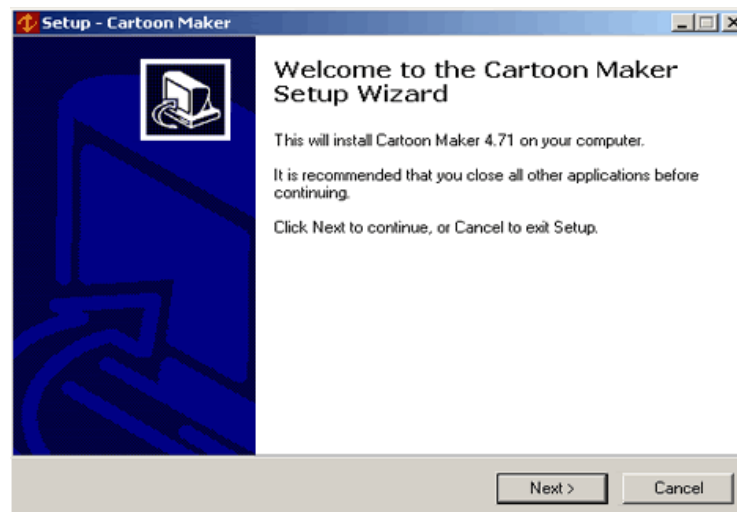 Setup - Cartoon Maker
Welcome to the Cartoon Maker
Setup Wizard
This will install Cartoon Maker 4.71 on your computer.
It is recommended that you close all other applications before
continuing.
Click Next to continue, or Cancel to exit Setup.
Next >
Cancel